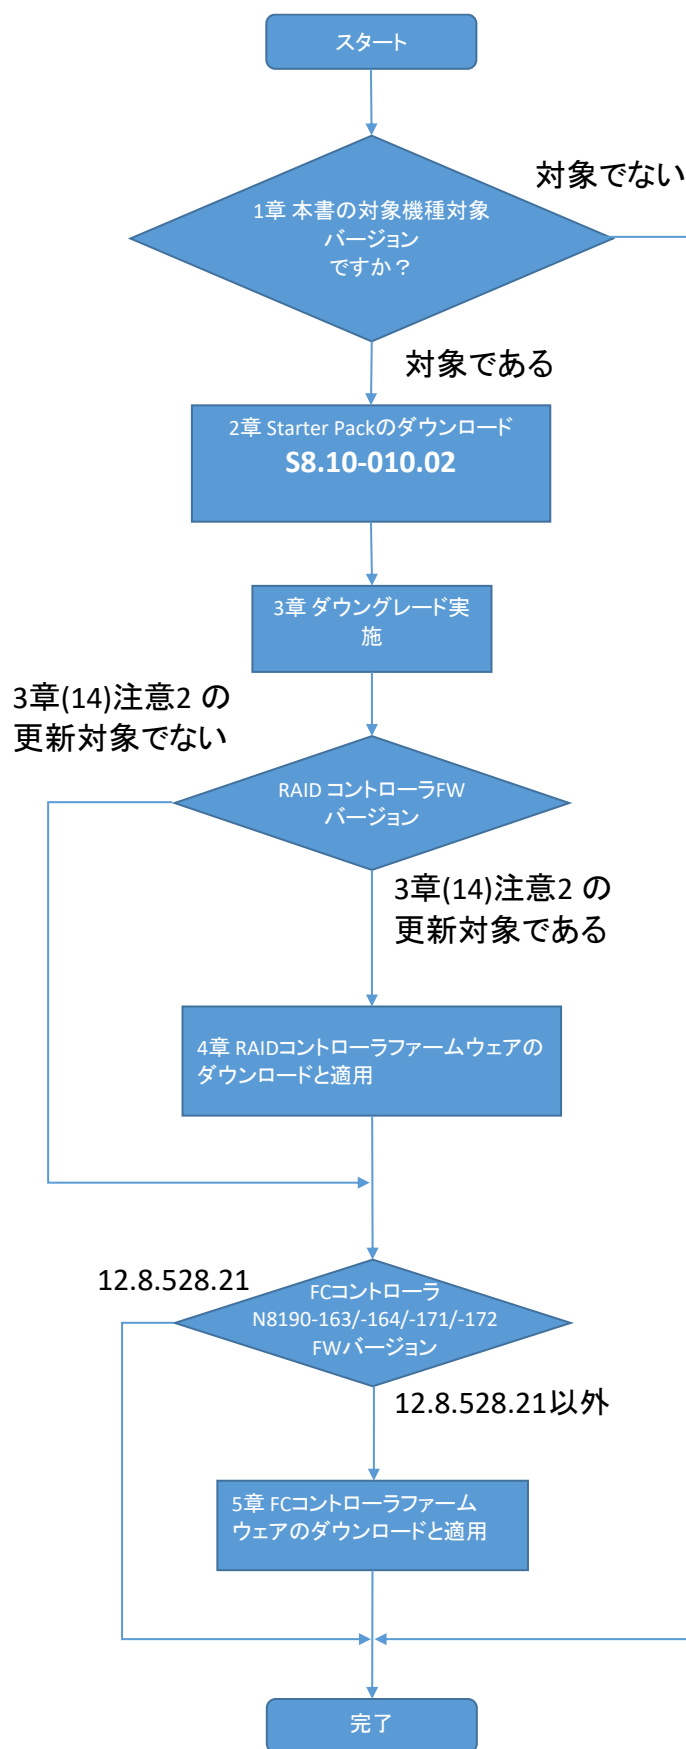 スタート
対象でない
1章 本書の対象機種対象
バージョン
ですか？
対象である
2章 Starter Packのダウンロード
S8.10-010.02
3章 ダウングレード実
施
3章(14)注意2 の
更新対象でない
RAID コントローラFW
バージョン
3章(14)注意2 の
更新対象である
4章 RAIDコントローラファームウェアの
ダウンロードと適用
12.8.528.21
FCコントローラ
N8190-163/-164/-171/-172
FWバージョン
12.8.528.21以外
5章 FCコントローラファーム
ウェアのダウンロードと適用
完了